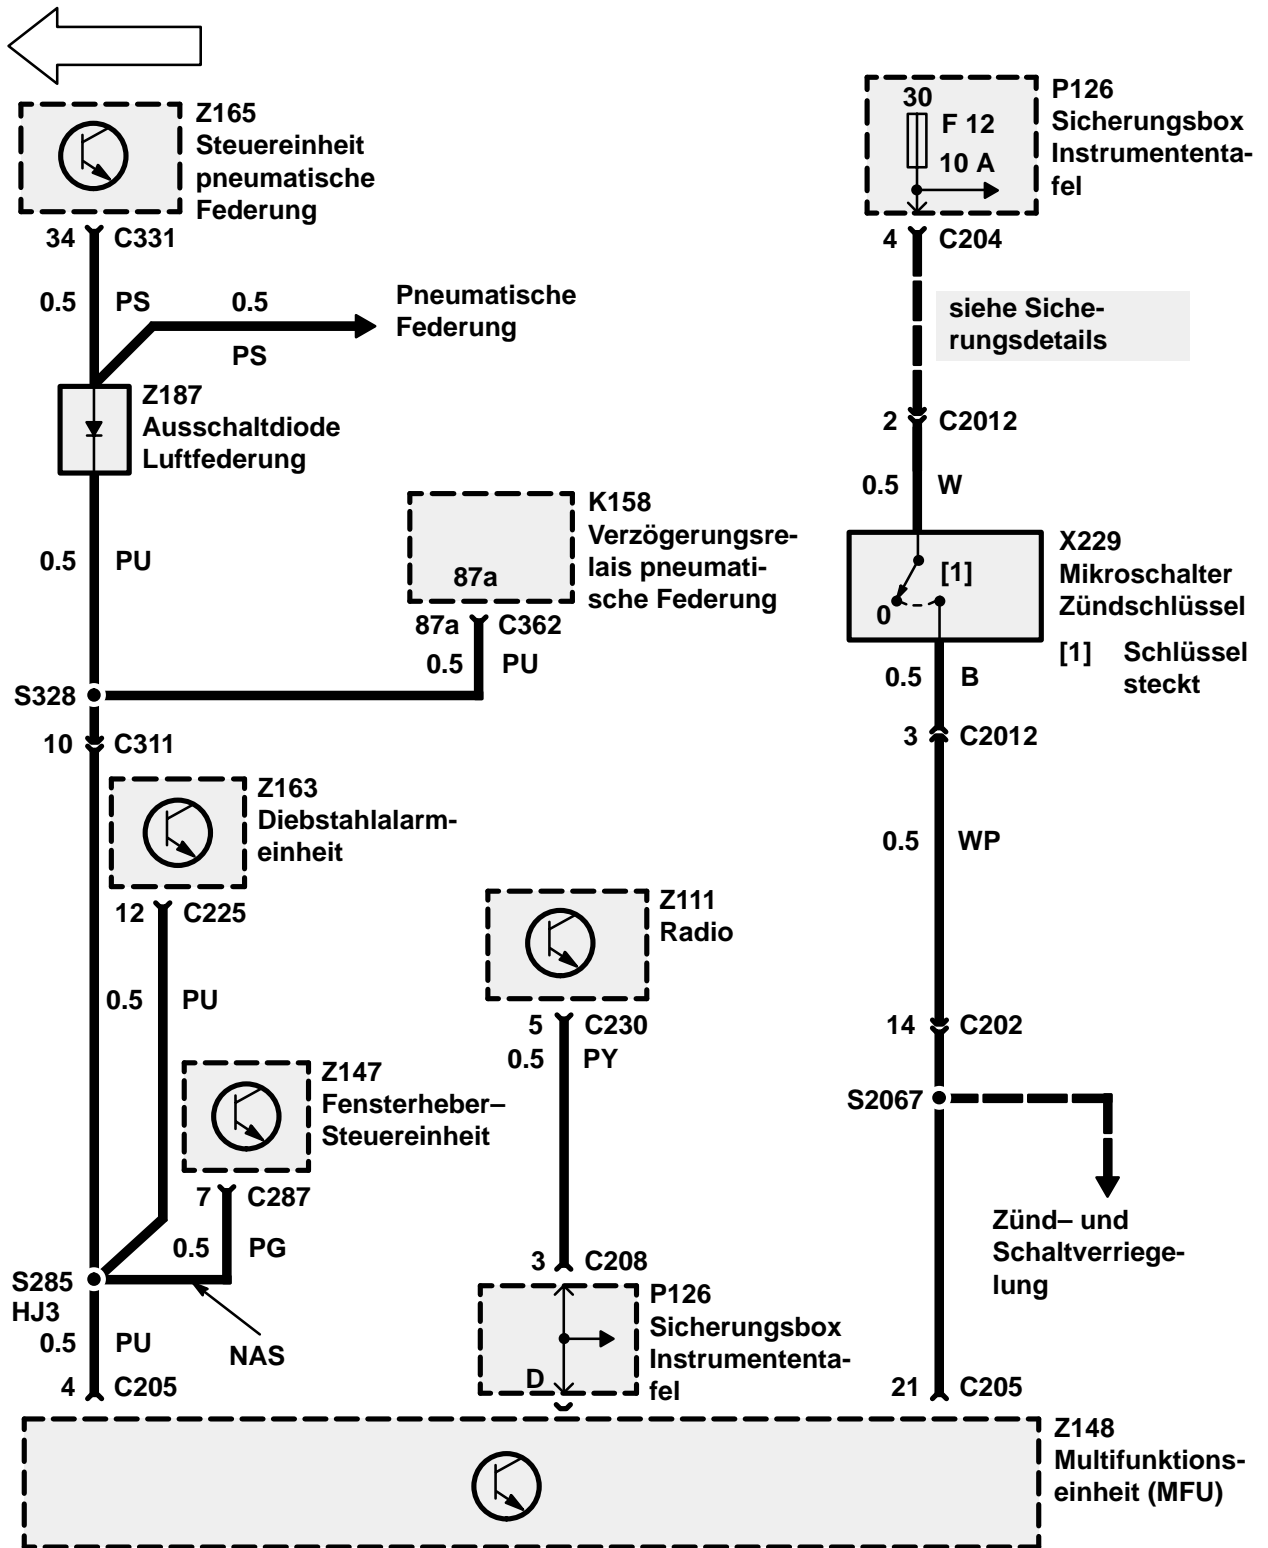 Z165
Steuereinheit
pneumatische
Federung
34 C331
0.5 PS
0.5
PS
Pneumatische
Federung
Z187
Ausschaltdiode
Luftfederung
0.5 PU
K158
Verzögerungsre-
lais pneumati-
sche Federung
87a
87a C362
0.5 PU
S328
10 C311
Z163
Diebstahlalarm-
einheit
12 C225
0.5 PU
Z147
Fensterheber–
Steuereinheit
7 C287
0.5 PG
S285
HJ3
NAS
0.5 PU
4 C205
Z111
Radio
5 C230
0.5 PY
3 C208
P126
Sicherungsbox
Instrumententa-
fel
D
30
F 12
10 A
P126
Sicherungsbox
Instrumententa-
fel
4 C204
siehe Siche-
rungsdetails
2 C2012
0.5 W
[1]
0
X229
Mikroschalter
Zündschlüssel
[1] Schlüssel
steckt
0.5 B
3 C2012
0.5 WP
14 C202
S2067
Zünd– und
Schaltverriege-
lung
21 C205
Z148
Multifunktions-
einheit (MFU)